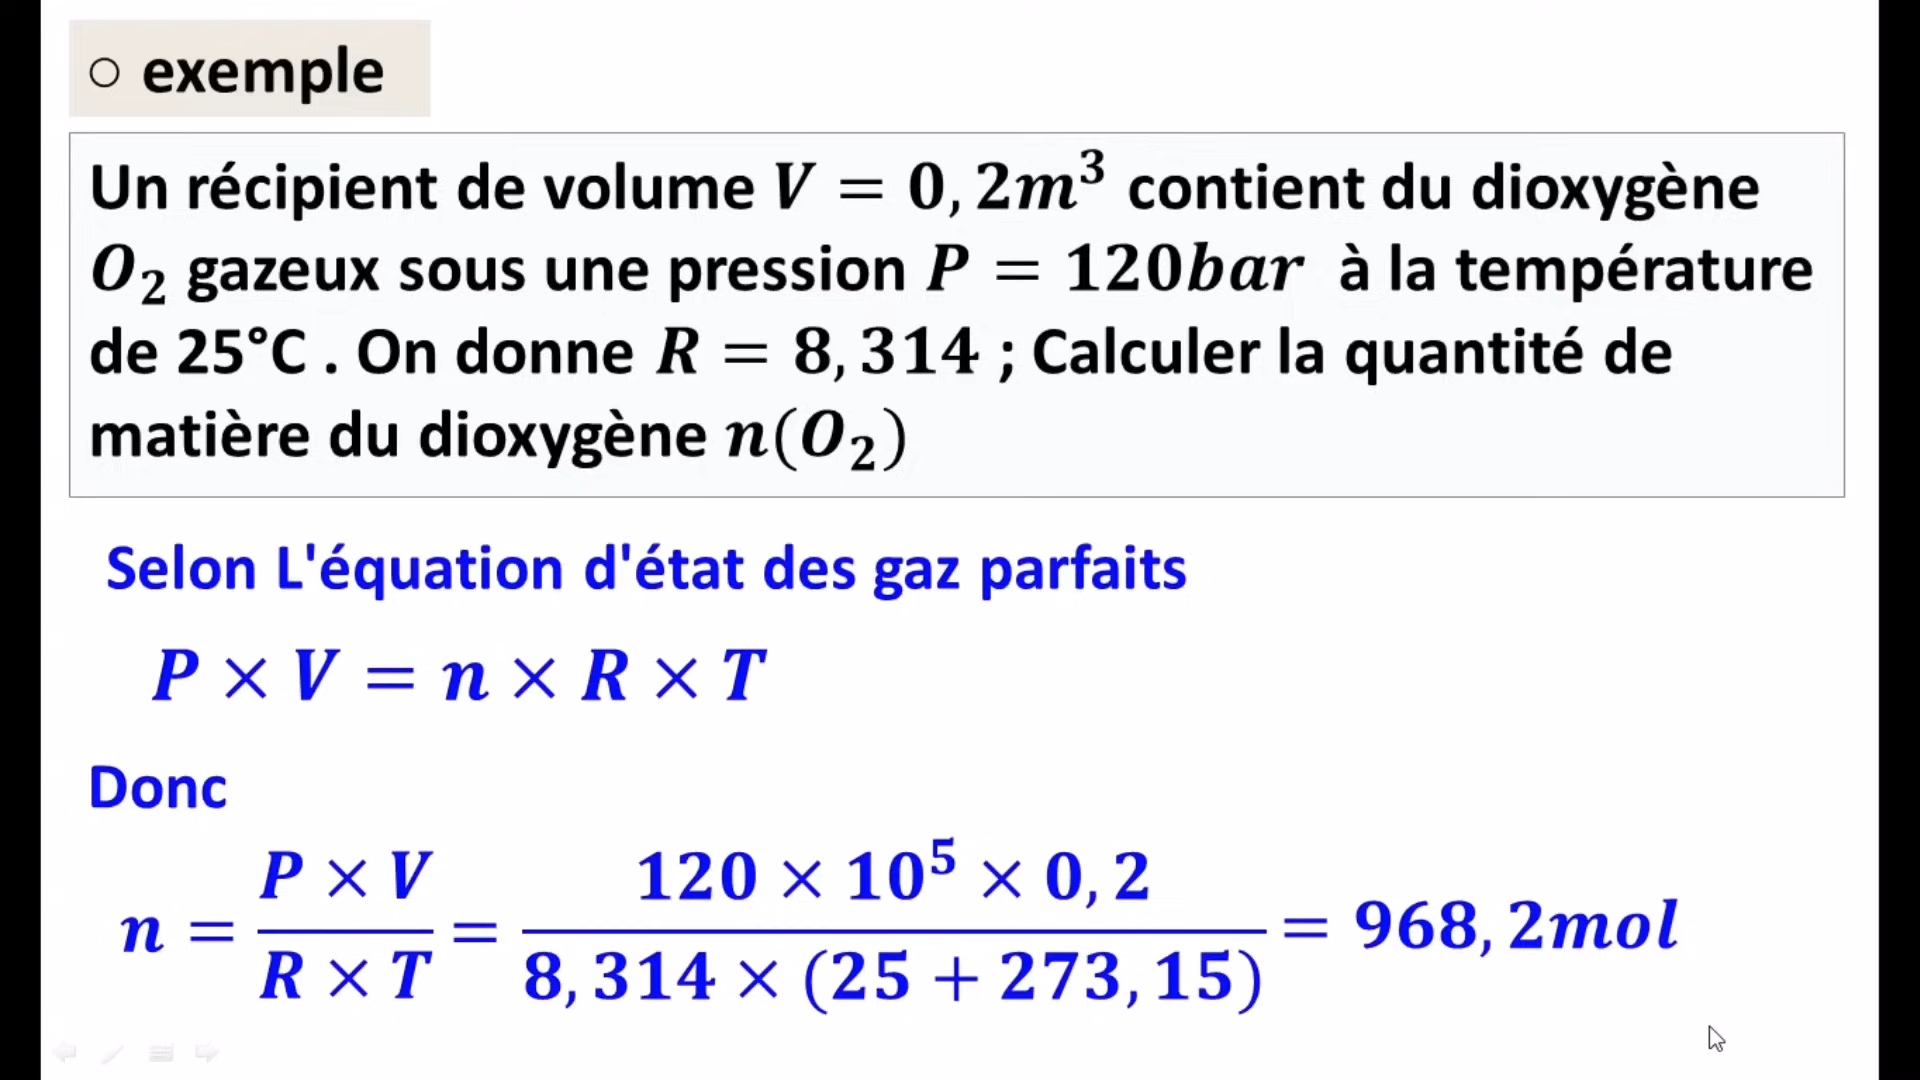 ○ exemple
Un récipient de volume V = 0, 2m³ contient du dioxygène
O₂ gazeux sous une pression P = 120bar à la température
de 25°C . On donne R = 8, 314 ; Calculer la quantité de
matière du dioxygène n(O₂)
Selon L'équation d'état des gaz parfaits
P × V = n × R × T
Donc
n = (P × V)/(R × T) = (120 × 10⁵ × 0, 2)/(8, 314 × (25 + 273, 15)) = 968, 2mol